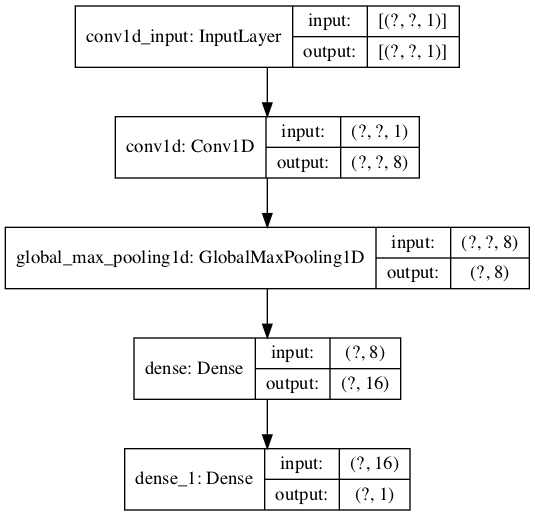 conv1d_input: InputLayer
input: [(?, ?, 1)]
output: [(?, ?, 1)]
conv1d: Conv1D
input: (?, ?, 1)
output: (?, ?, 8)
global_max_pooling1d: GlobalMaxPooling1D
input: (?, ?, 8)
output: (?, 8)
dense: Dense
input: (?, 8)
output: (?, 16)
dense_1: Dense
input: (?, 16)
output: (?, 1)